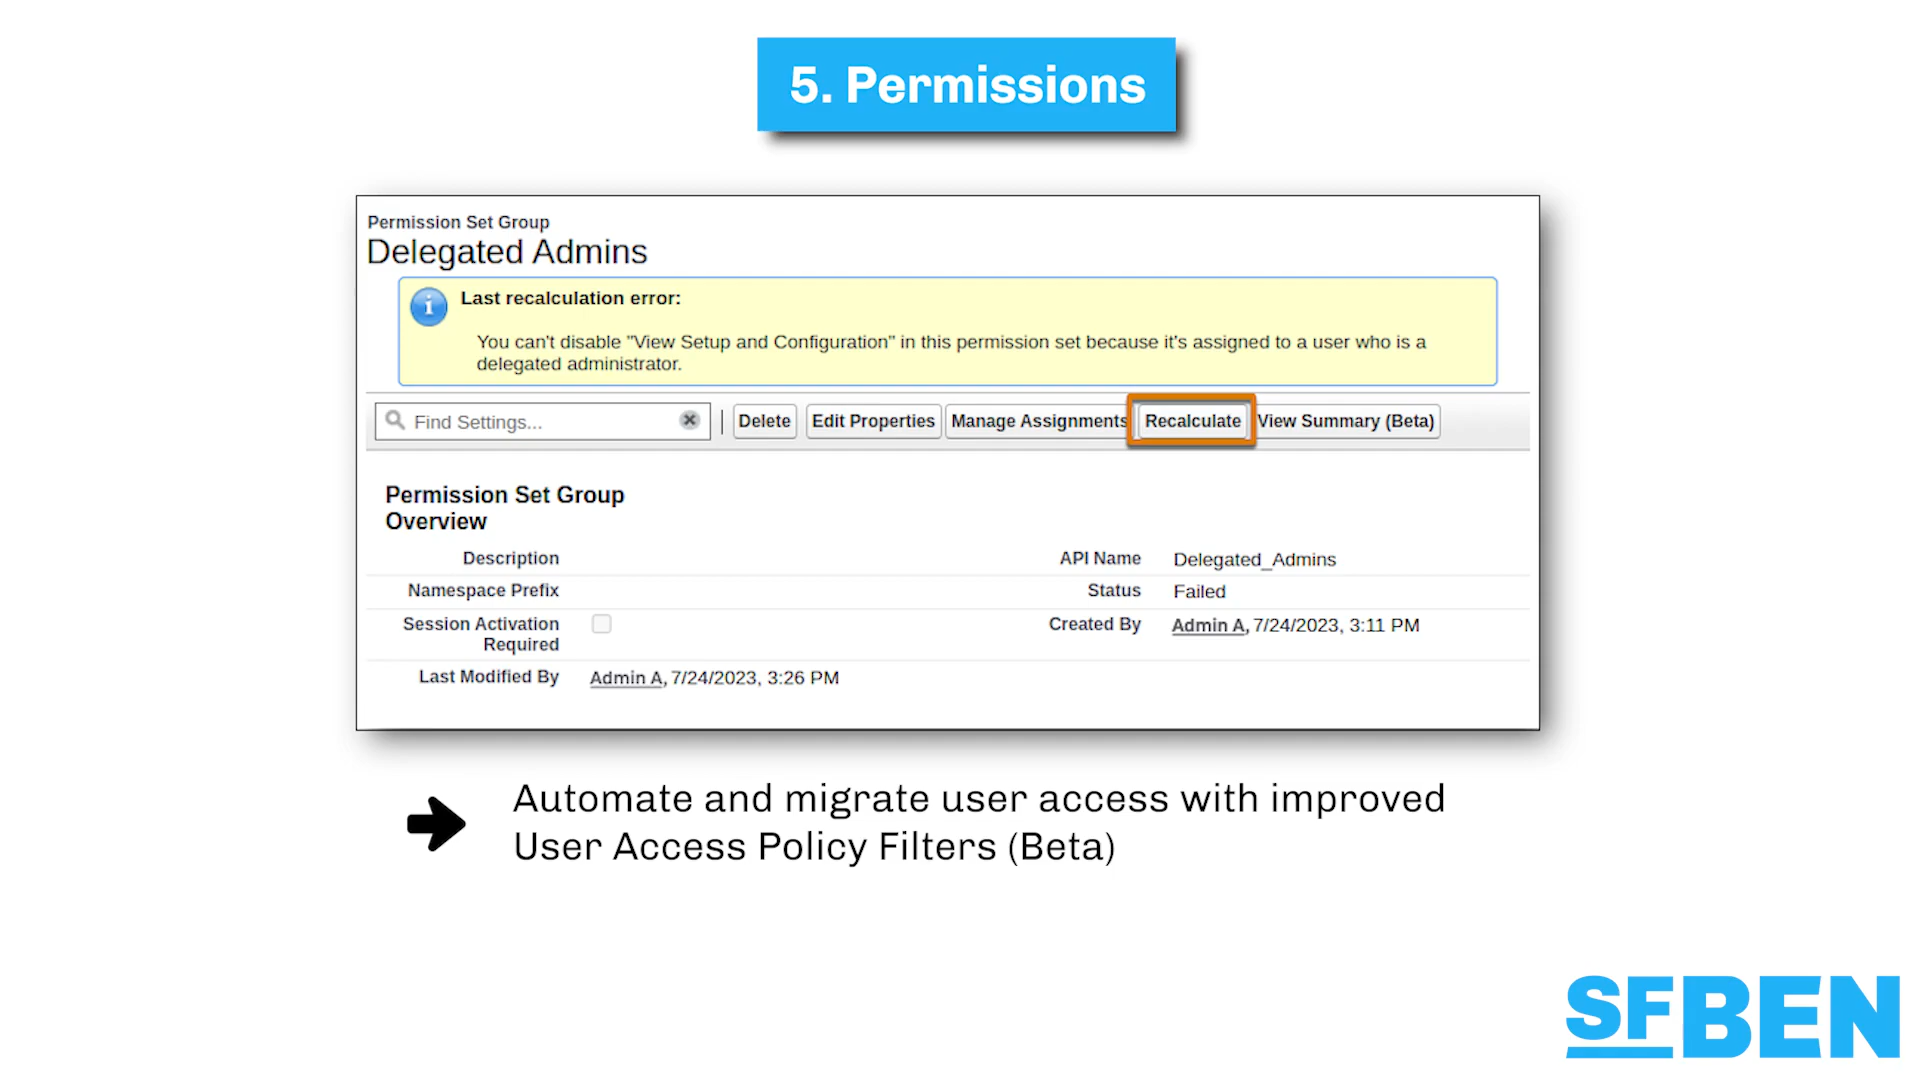 5. Permissions
Permission Set Group
Delegated Admins
Last recalculation error:
You can't disable "View Setup and Configuration" in this permission set because it's assigned to a user who is a
delegated administrator.
Find Settings... Delete Edit Properties Manage Assignments Recalculate View Summary (Beta)
Permission Set Group
Overview
Description API Name Delegated_Admins
Namespace Prefix Status Failed
Session Activation Created By Admin A, 7/24/2023, 3:11 PM
Required
Last Modified By Admin A, 7/24/2023, 3:26 PM
Automate and migrate user access with improved
User Access Policy Filters (Beta)
SFBEN